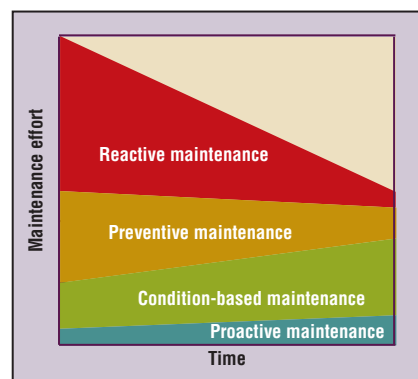 Maintenance effort
Reactive maintenance
Preventive maintenance
Condition-based maintenance
Proactive maintenance
Time